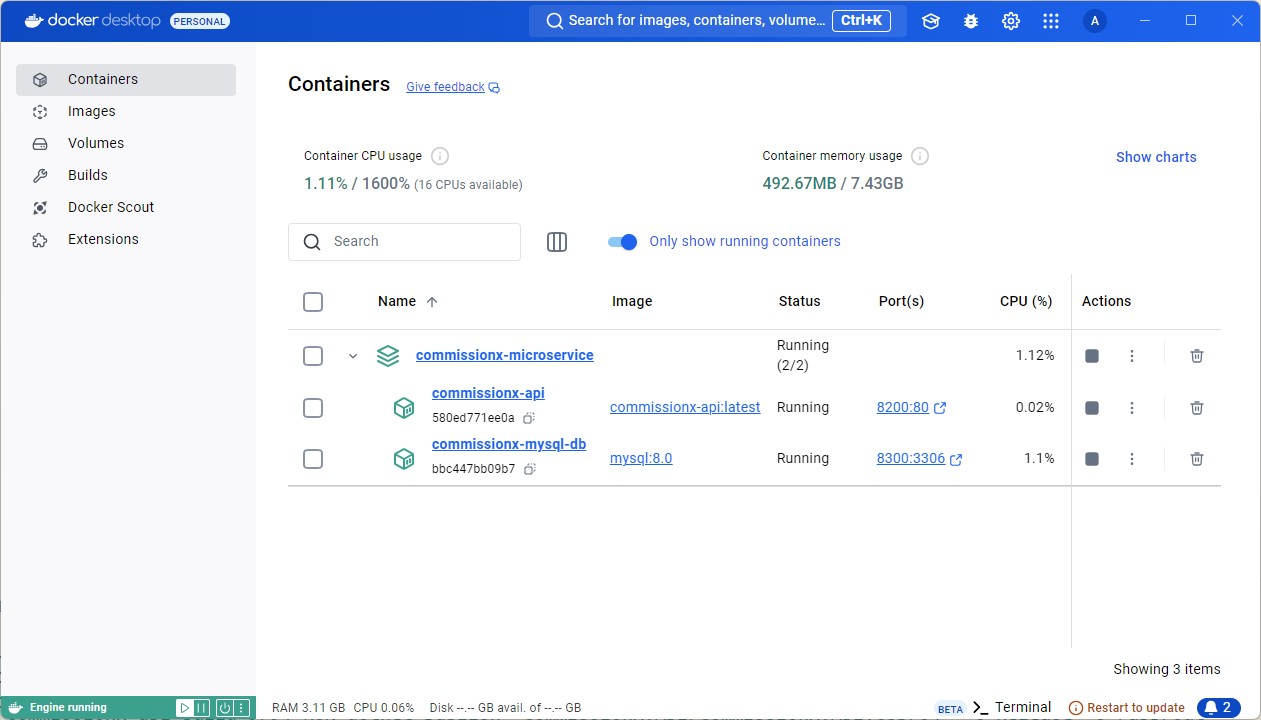 docker desktop PERSONAL
Search for images, containers, volume... Ctrl+K
A
Containers
Images
Volumes
Builds
Docker Scout
Extensions
Containers Give feedback
Container CPU usage
1.11% / 1600% (16 CPUs available)
Container memory usage
492.67MB / 7.43GB
Show charts
Search
Only show running containers
Name Image Status Port(s) CPU (%) Actions
commissionx-microservice Running (2/2) 1.12%
commissionx-api
580ed771ee0a
commissionx-api:latest Running 8200:80 0.02%
commissionx-mysql-db
bbc447bb09b7
mysql:8.0 Running 8300:3306 1.1%
Showing 3 items
Engine running
RAM 3.11 GB CPU 0.06% Disk --.-- GB avail. of --.-- GB
BETA Terminal Restart to update 2